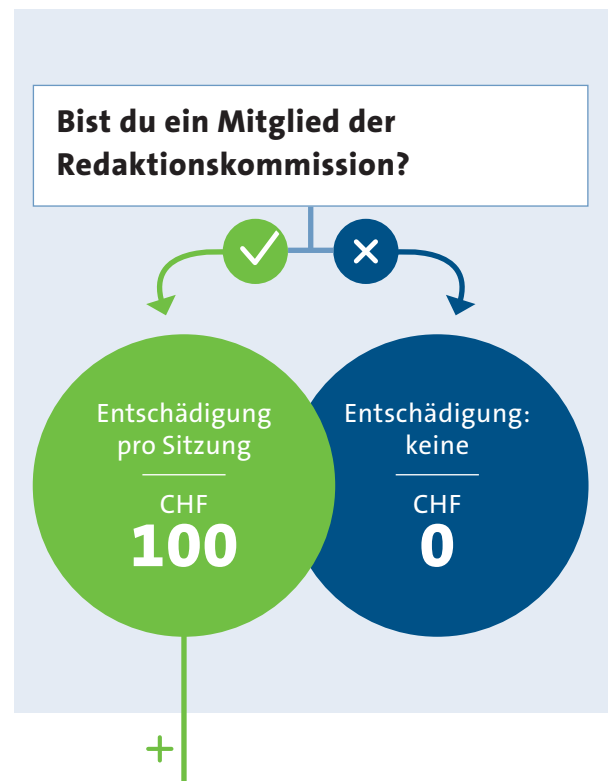 Bist du ein Mitglied der
Redaktionskommission?
Entschädigung
pro Sitzung
CHF
100
Entschädigung:
keine
CHF
0
+